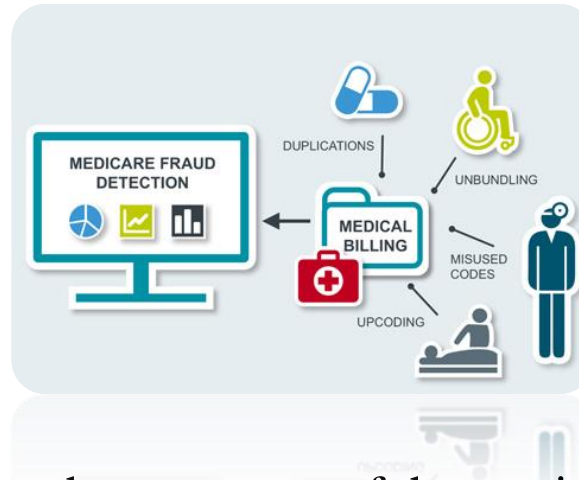 MEDICARE FRAUD
DETECTION
DUPLICATIONS
UNBUNDLING
MEDICAL
BILLING
MISUSED
CODES
UPCODING